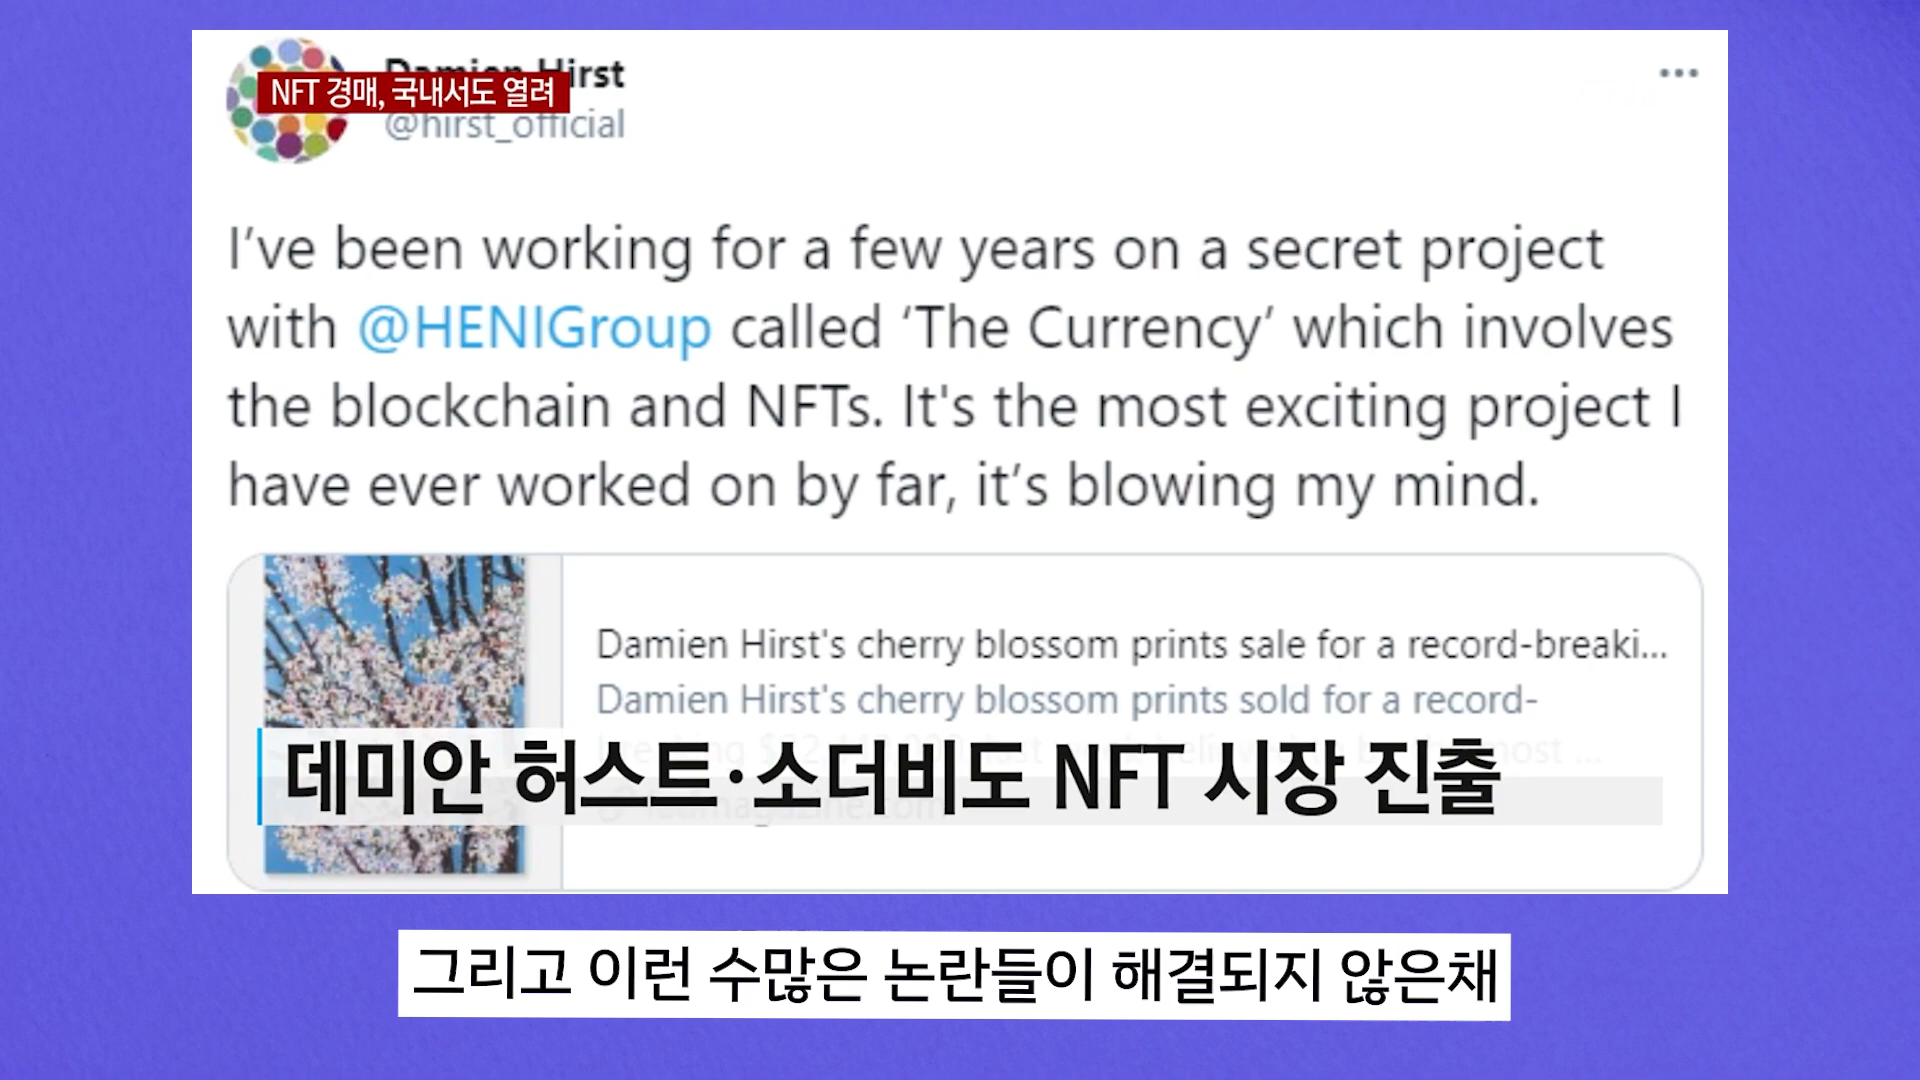 Damien Hirst
NFT 경매, 국내서도 열려
@hirst_official
I've been working for a few years on a secret project
with @HENIGroup called ‘The Currency’ which involves
the blockchain and NFTs. It's the most exciting project I
have ever worked on by far, it’s blowing my mind.
Damien Hirst's cherry blossom prints sale for a record-breaki...
Damien Hirst's cherry blossom prints sold for a record-
데미안 허스트·소더비도 NFT 시장 진출
그리고 이런 수많은 논란들이 해결되지 않은채